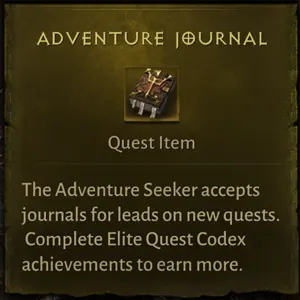 ADVENTURE JOURNAL
Quest Item
The Adventure Seeker accepts
journals for leads on new quests.
Complete Elite Quest Codex
achievements to earn more.